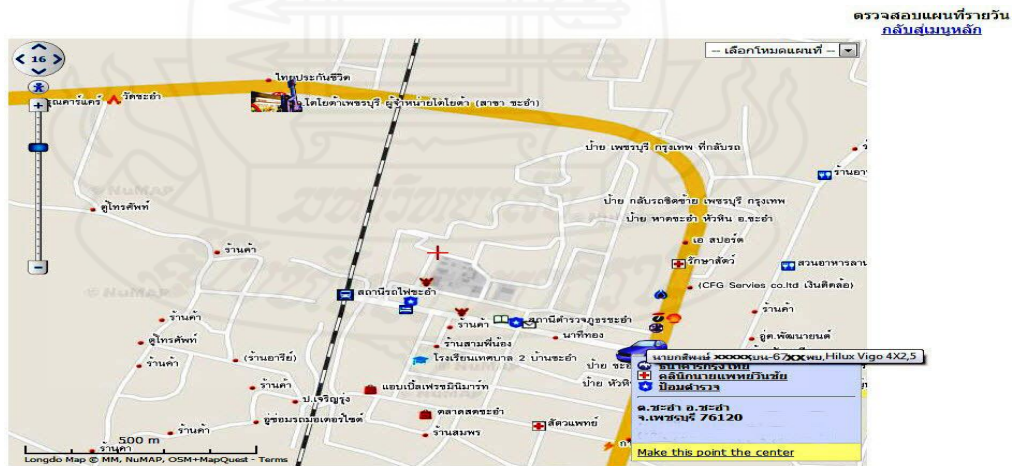 ตรวจสอบแผนที่รายวัน
กลับสู่เมนูหลัก
-- เลือกโหมดแผนที่ --
16
ไทยประกันชีวิต
วัดชะอำ
โตโยต้าเพชรบุรี ผู้จำหน่ายโตโยต้า (สาขา ชะอำ)
ป้าย เพชรบุรี กรุงเทพ ที่กลับรถ
ร้านอา
ป้าย กลับรถชิดซ้าย เพชรบุรี กรุงเทพ
ตู้โทรศัพท์
ป้าย หาดชะอำ หัวหิน อ.ชะอำ
เอ สปอร์ต
ร้านค้า
รักษาสัตว์
สวนอาหารลาน
(CFG Servies co.ltd เงินติดล้อ)
สถานีรถไฟชะอำ
ร้านค้า
ร้านค้า
ร้านค้า
สถานีตำรวจภูธรชะอำ
อู่ต.พัฒนายนต์
ตู้โทรศัพท์
ร้านสามพี่น้อง
นาทีทอง
(ร้านอารีย์)
โรงเรียนเทศบาล 2 บ้านชะอำ
ป้าย ชะอ
xxxxx บน-67xx พบ,Hilux Vigo 4X2,5
ธนาคารกรุงไทย
ร้านค้า
คลินิกนายแพทย์วันชัย
ร้านค้า
แอบเปิ้ลเฟรชมินิมาร์ท
ป้าย หัวหิ
ป้อมตำรวจ
ป.เจริญรุ่ง
ตลาดสดชะอำ
ต.ชะอำ อ.ชะอำ
จ.เพชรบุรี 76120
อู่ซ่อมรถมอเตอร์ไซต์
สัตวแพทย์
ร้านค้า
ร้านสมพร
500 m
ร้านค้า
Make this point the center
Longdo Map © MM, NuMAP, OSM+MapQuest - Terms
© NuMAP